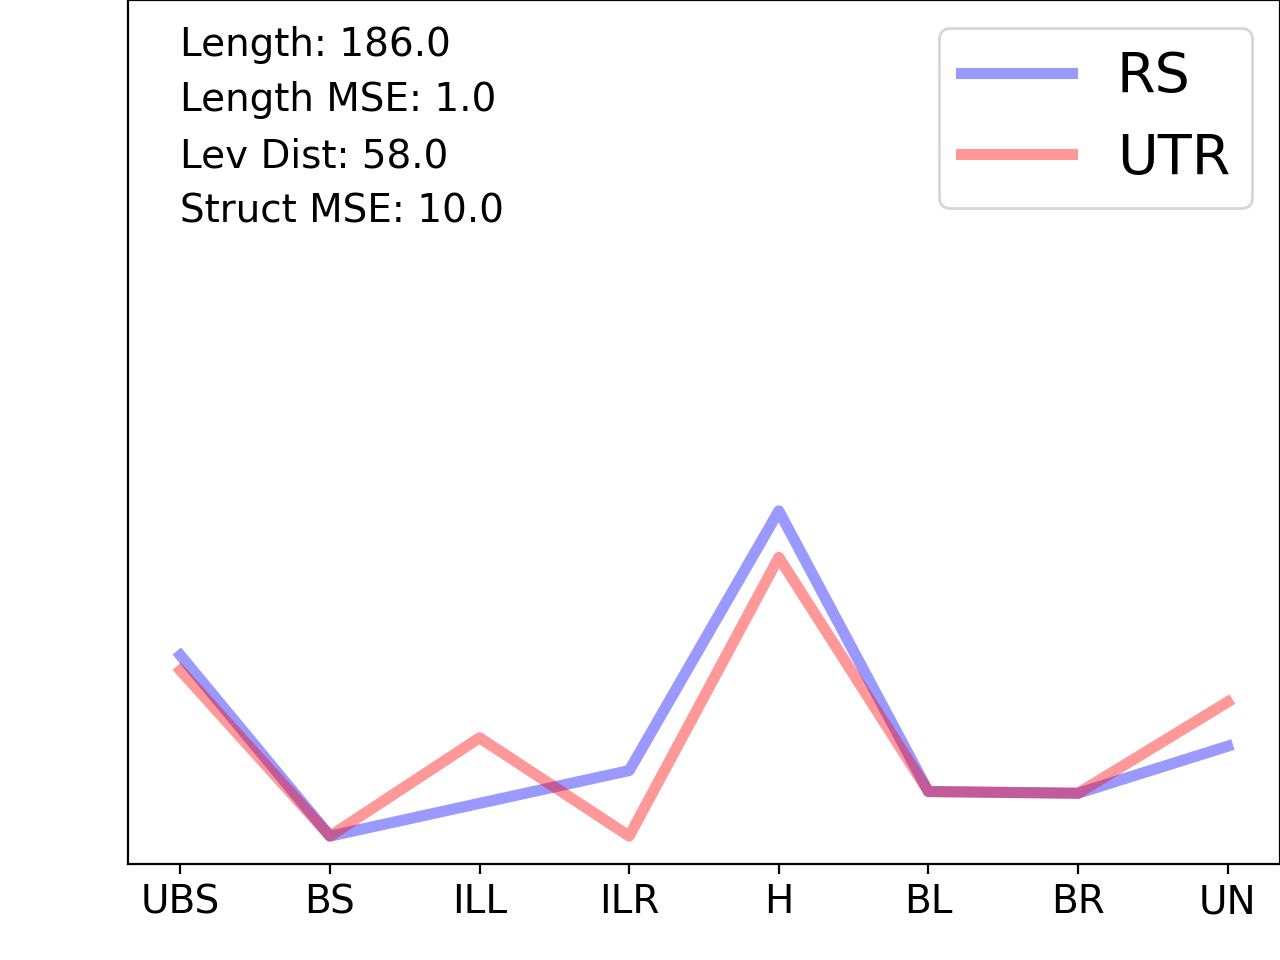 Length: 186.0
Length MSE: 1.0
Lev Dist: 58.0
Struct MSE: 10.0
RS
UTR
UBS BS ILL ILR H BL BR UN